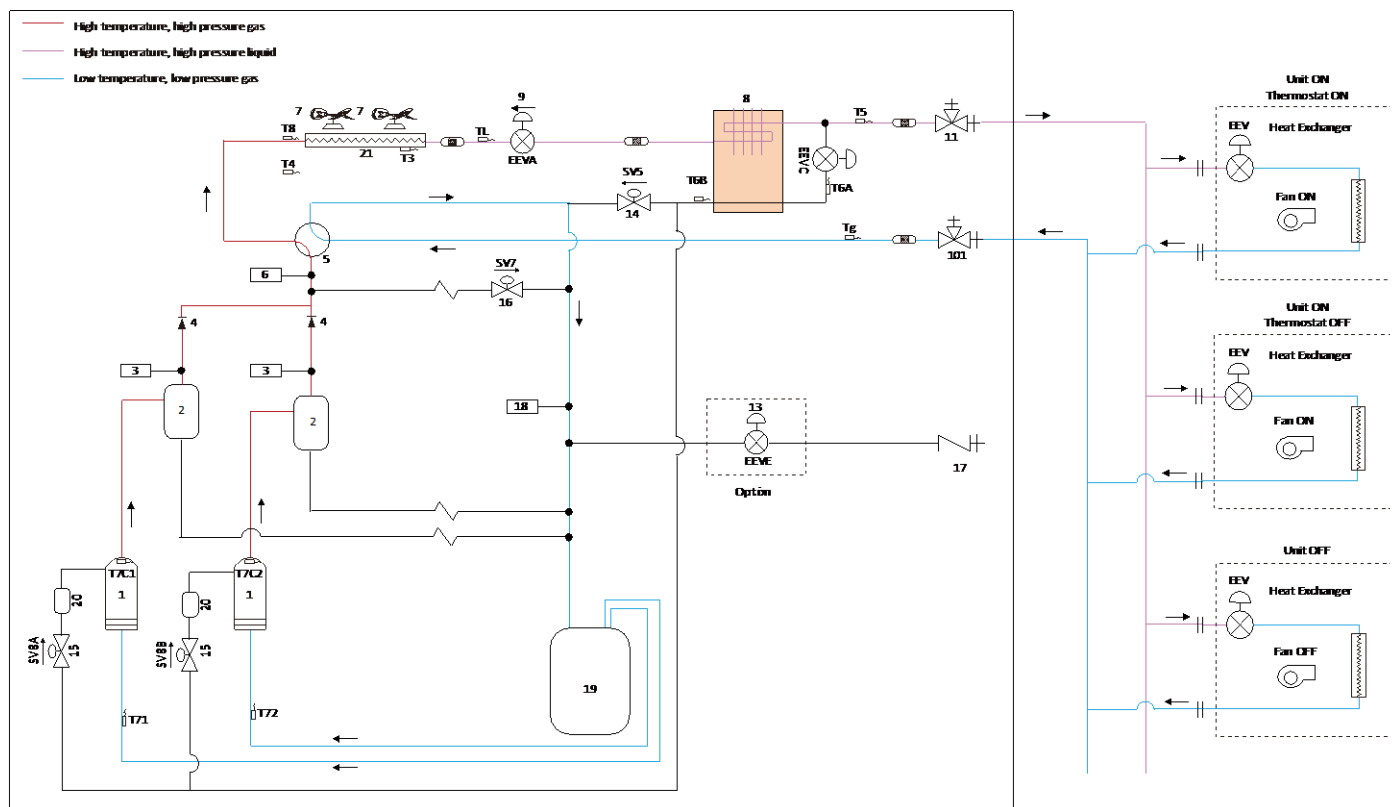 High temperature, high pressure gas
High temperature, high pressure liquid
Low temperature, low pressure gas
7 7
T8
21
T3
T4
TL
9
EEVA
8
T5
11
EEVC
T6A
SV5
14
T6B
Tg
101
5
6
SV7
16
4
4
3
3
2
2
18
13
EEVE
Option
17
T7C1
1
T7C2
1
20
20
SV8A
15
SV8B
15
T71
T72
19
Unit ON
Thermostat ON
EEV
Heat Exchanger
Fan ON
Unit ON
Thermostat OFF
EEV
Heat Exchanger
Fan ON
Unit OFF
EEV
Heat Exchanger
Fan OFF